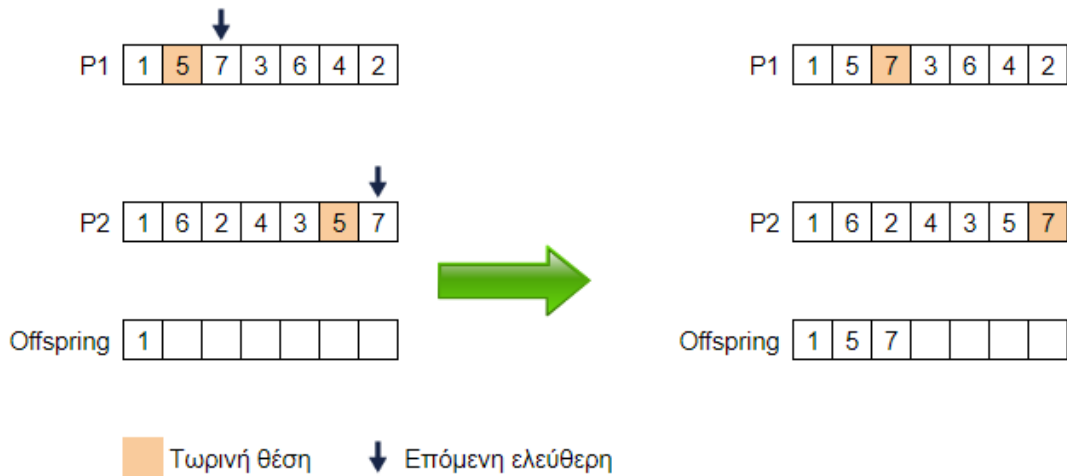 P1 1 5 7 3 6 4 2
P1 1 5 7 3 6 4 2
P2 1 6 2 4 3 5 7
P2 1 6 2 4 3 5 7
Offspring 1
Offspring 1 5 7
Τωρινή θέση
Επόμενη ελεύθερη